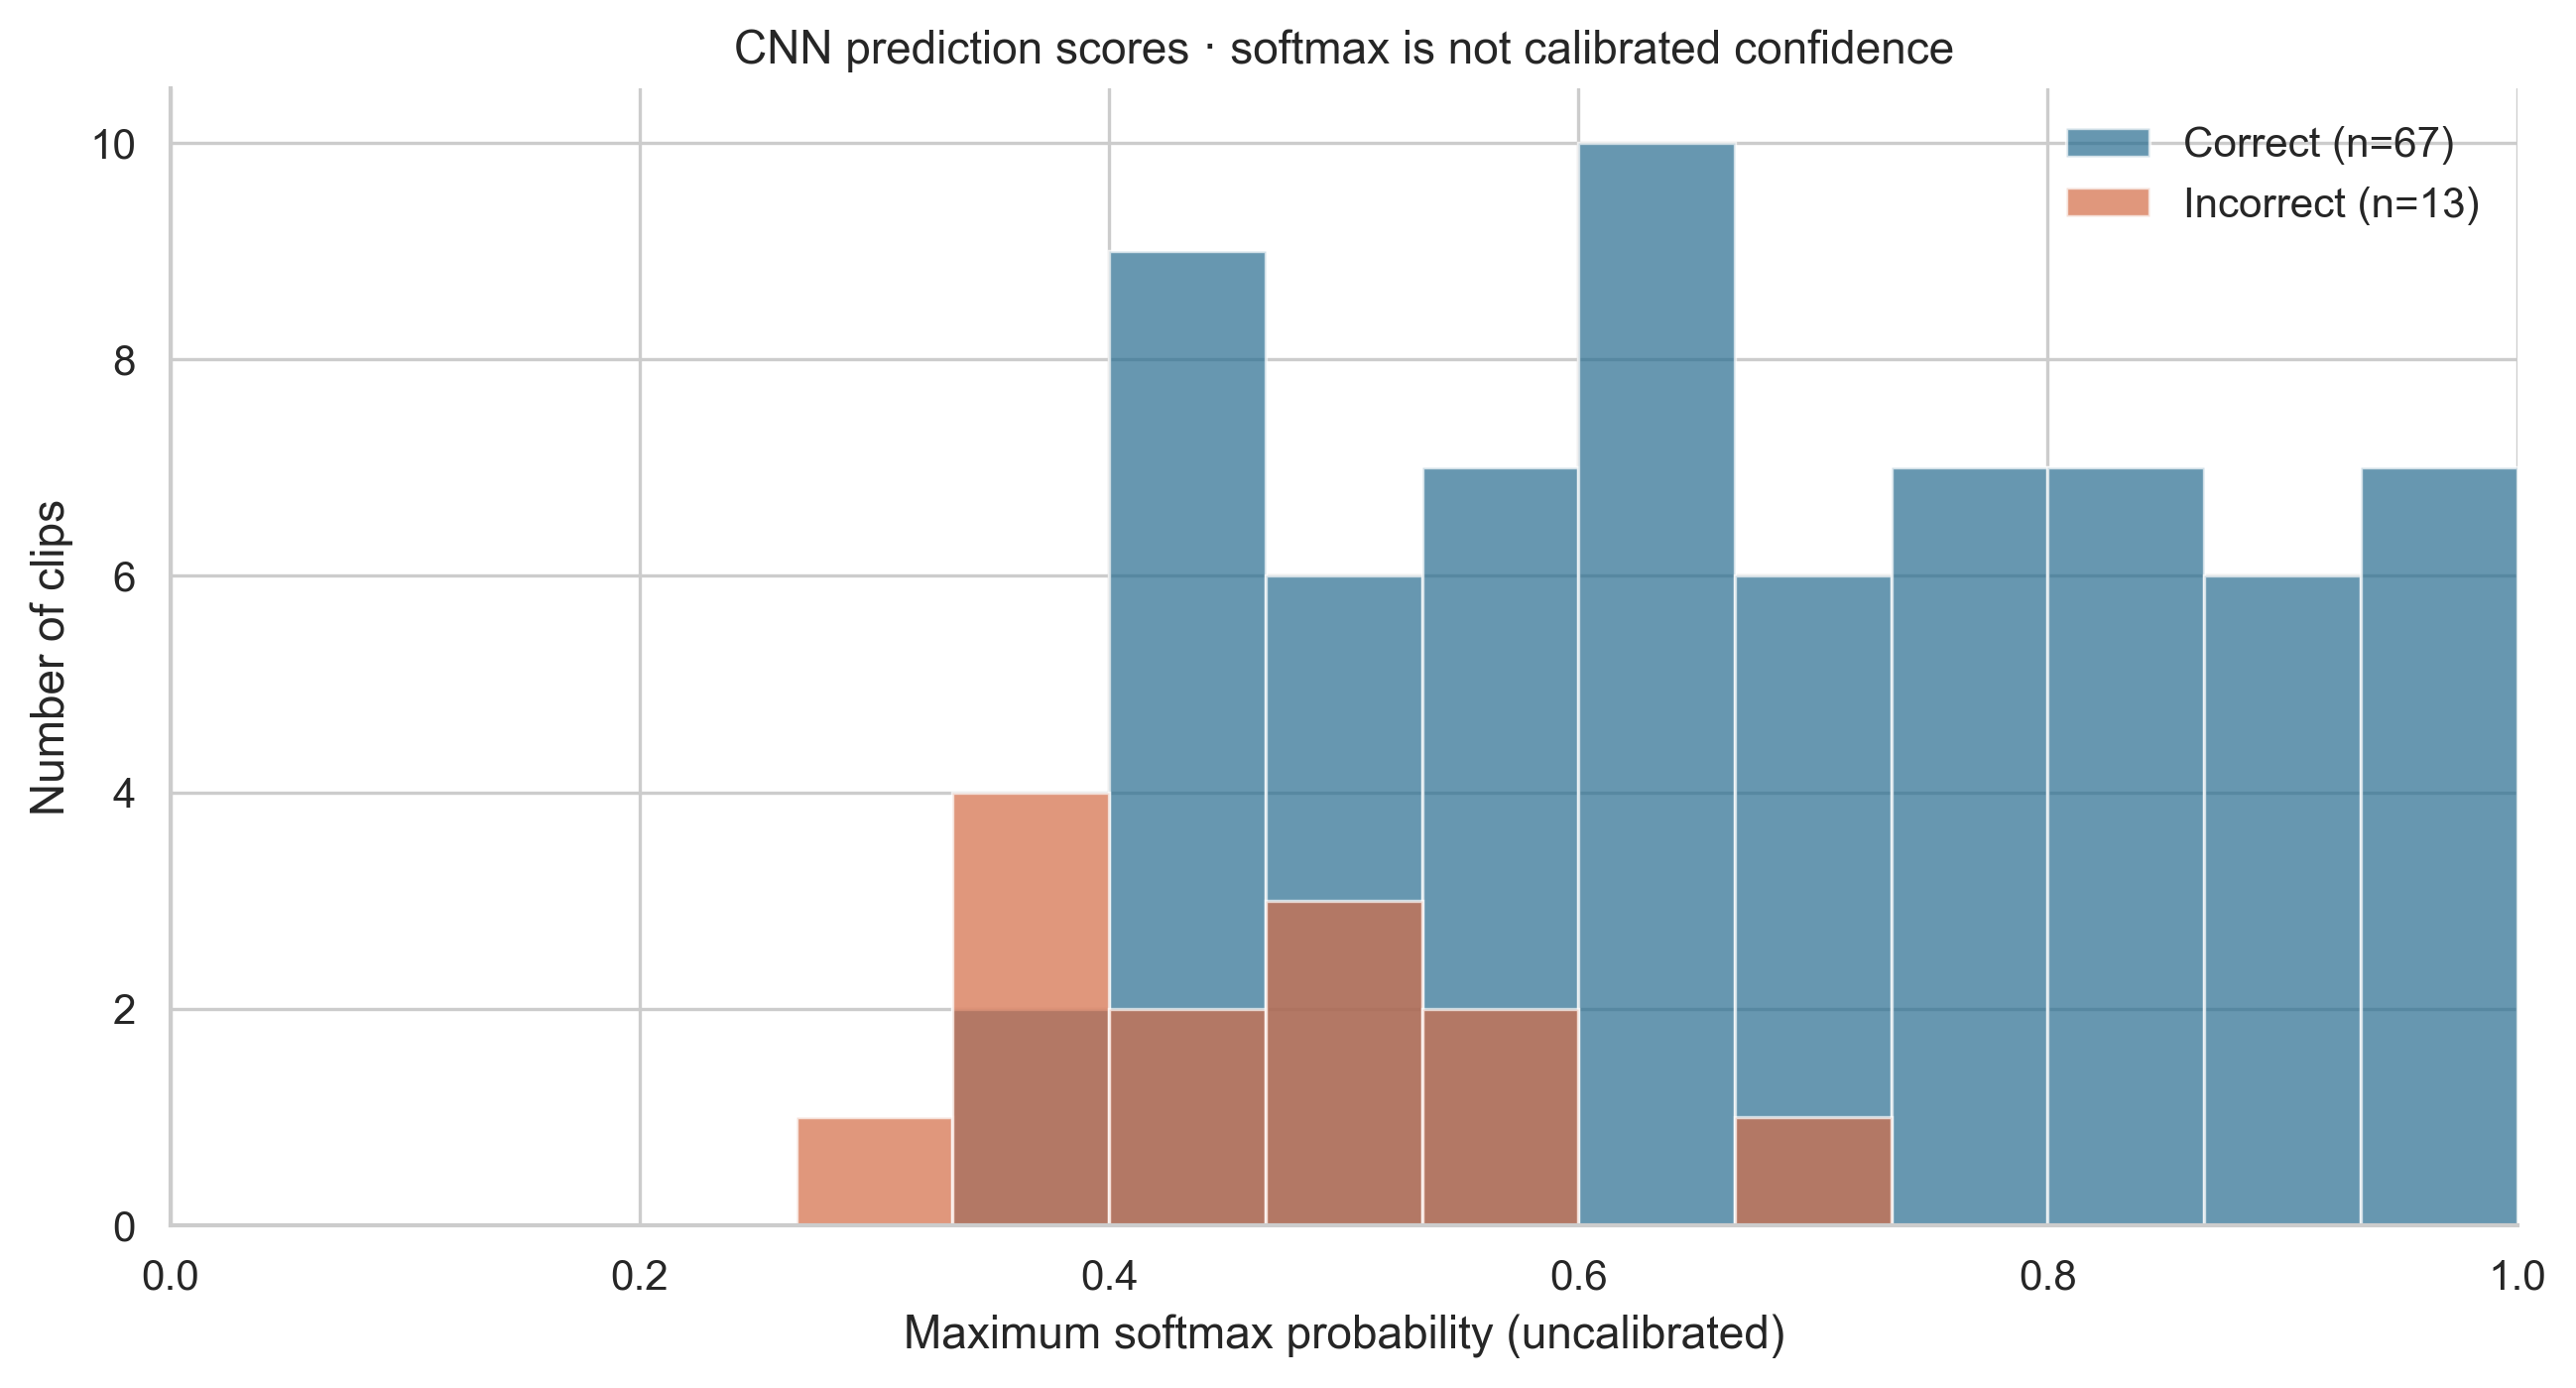 CNN prediction scores · softmax is not calibrated confidence
Correct (n=67)
Incorrect (n=13)
Number of clips
10
8
6
4
2
0
0.0 0.2 0.4 0.6 0.8 1.0
Maximum softmax probability (uncalibrated)